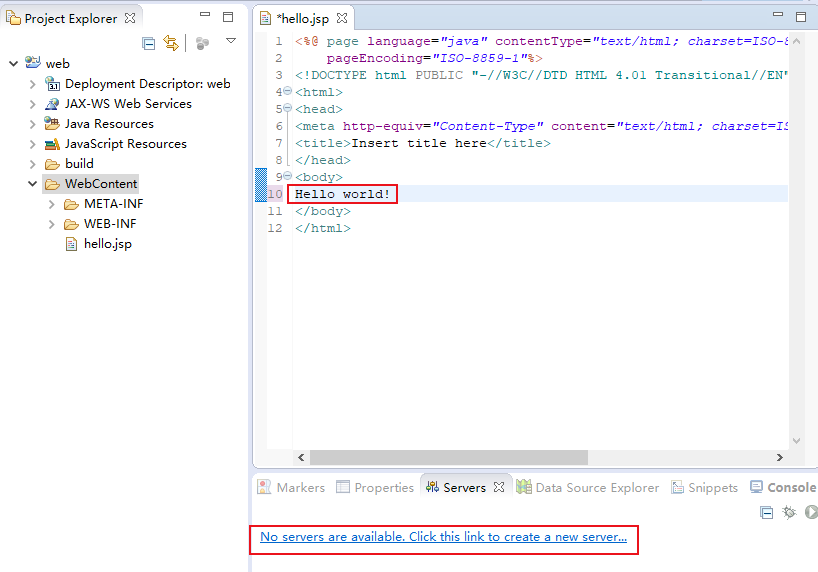 Project Explorer
web
Deployment Descriptor: web
JAX-WS Web Services
Java Resources
JavaScript Resources
build
WebContent
META-INF
WEB-INF
hello.jsp
*hello.jsp
1 <%@ page language="java" contentType="text/html; charset=ISO-8
2 pageEncoding="ISO-8859-1"%>
3 <!DOCTYPE html PUBLIC "-//W3C//DTD HTML 4.01 Transitional//EN"
4 <html>
5 <head>
6 <meta http-equiv="Content-Type" content="text/html; charset=IS
7 <title>Insert title here</title>
8 </head>
9 <body>
10 Hello world!
11 </body>
12 </html>
Markers Properties Servers Data Source Explorer Snippets Console
No servers are available. Click this link to create a new server...